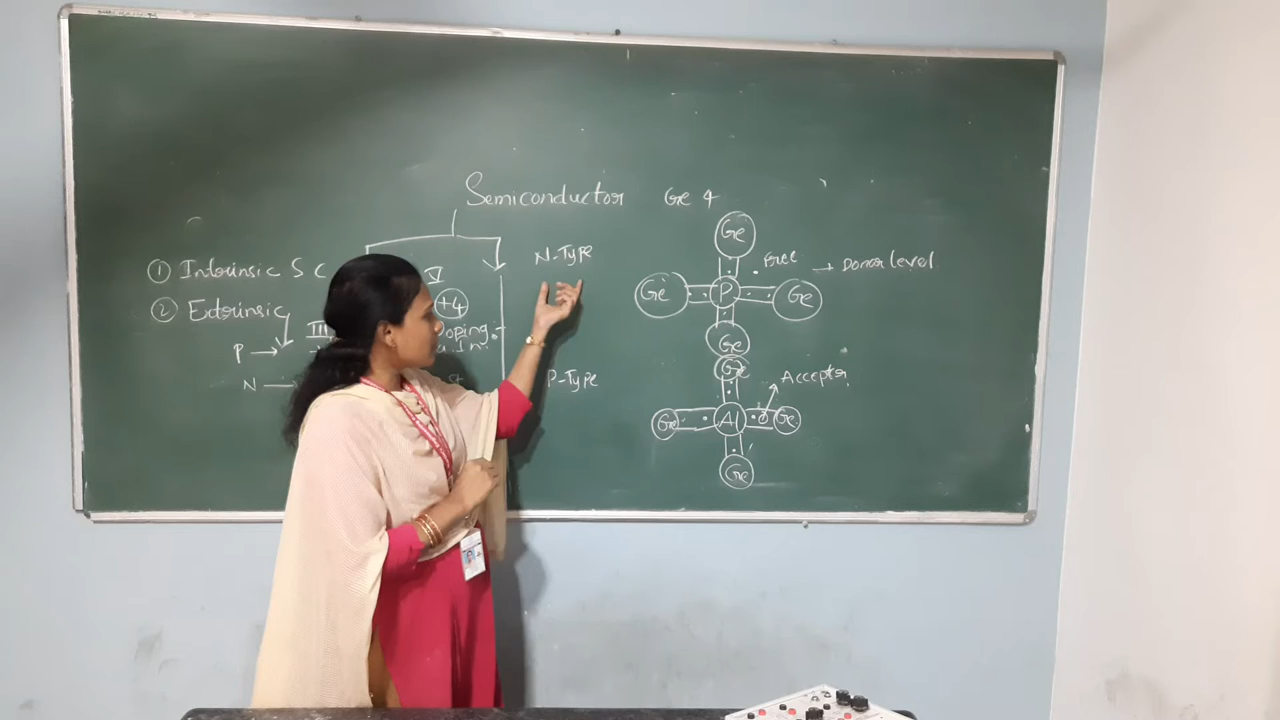 Semiconductor Ge 4
① Intrinsic S C
V
N-Type
② Extrinsic
+4
III
Doping
P →
In
N →
P-Type
Ge
Free → Donor level
Ge P Ge
Ge
Ge
Acceptor
Ge Al Ge
Ge